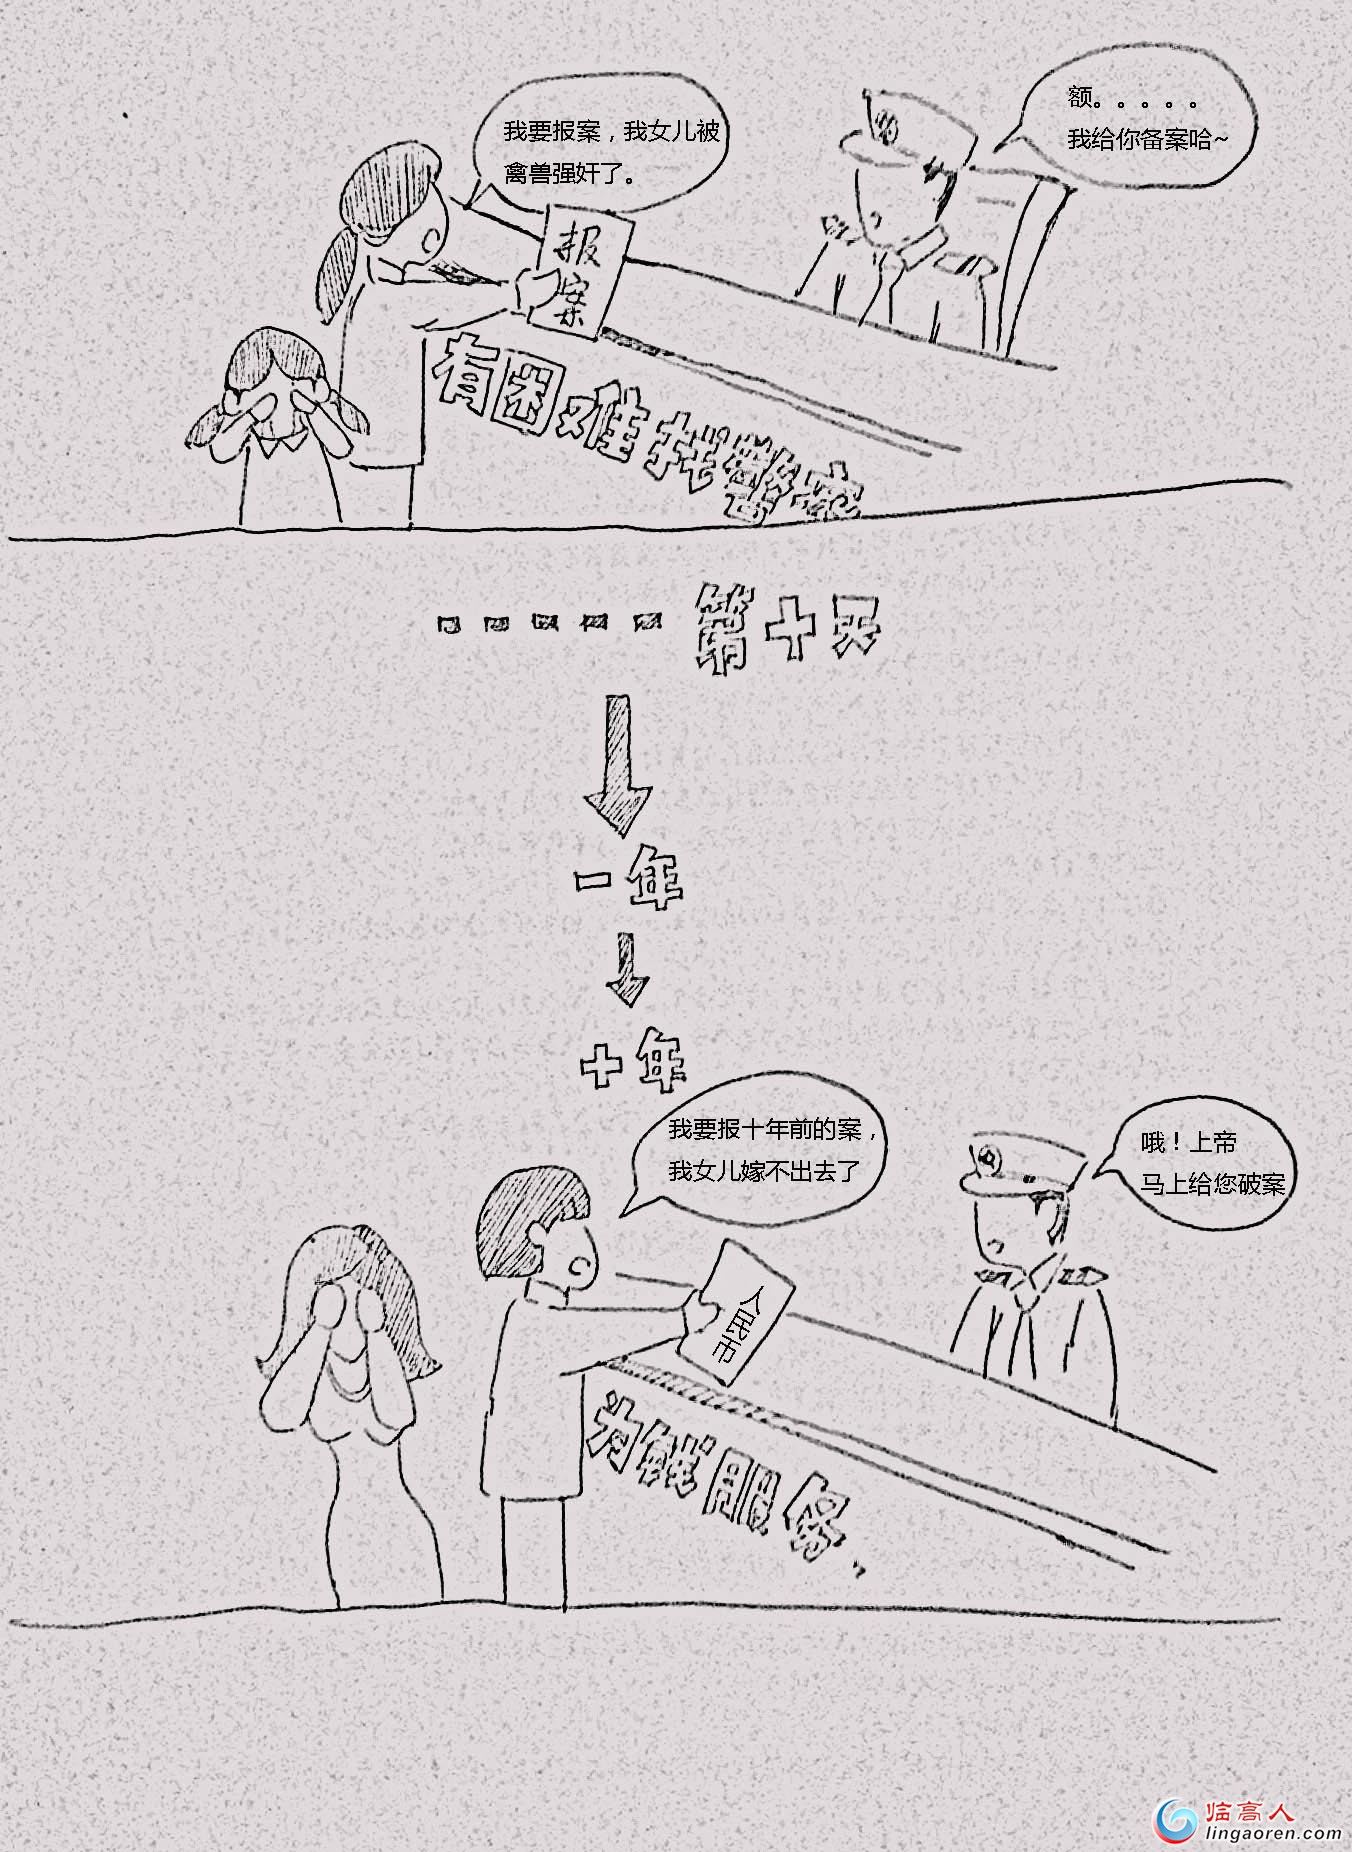 我要报案，我女儿被
禽兽强奸了。
额。。。。。
我给你备案哈~
报案
有困难找警察
第十天
一年
十年
我要报十年前的案，
我女儿嫁不出去了
哦！上帝
马上给您破案
人民币
为钱服务
临高人
lingaoren.com